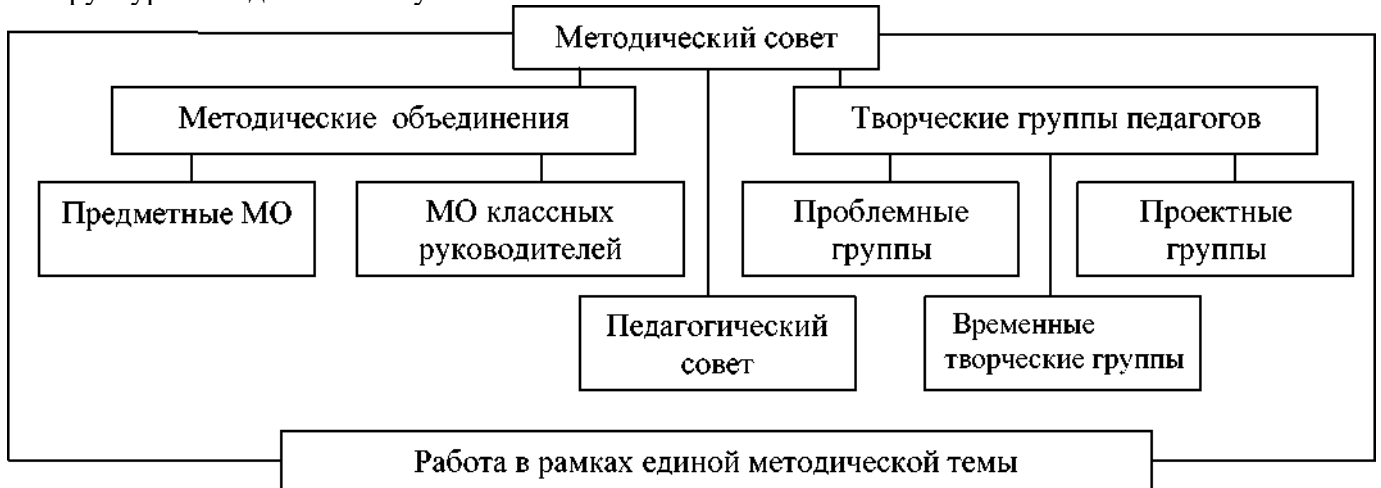 Методический совет
Методические объединения
Творческие группы педагогов
Предметные МО
МО классных
руководителей
Проблемные
группы
Проектные
группы
Педагогический
совет
Временные
творческие группы
Работа в рамках единой методической темы